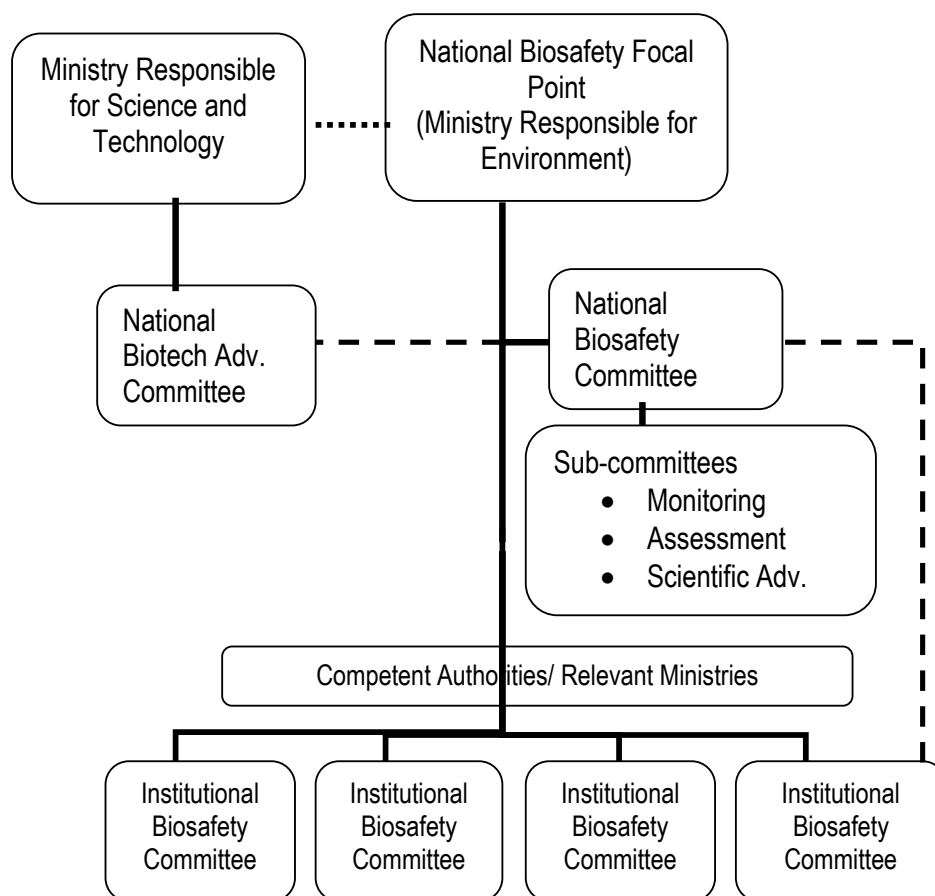 Ministry Responsible
for Science and
Technology
National Biosafety Focal
Point
(Ministry Responsible for
Environment)
National
Biotech Adv.
Committee
National
Biosafety
Committee
Sub-committees
• Monitoring
• Assessment
• Scientific Adv.
Competent Authorities/ Relevant Ministries
Institutional
Biosafety
Committee
Institutional
Biosafety
Committee
Institutional
Biosafety
Committee
Institutional
Biosafety
Committee